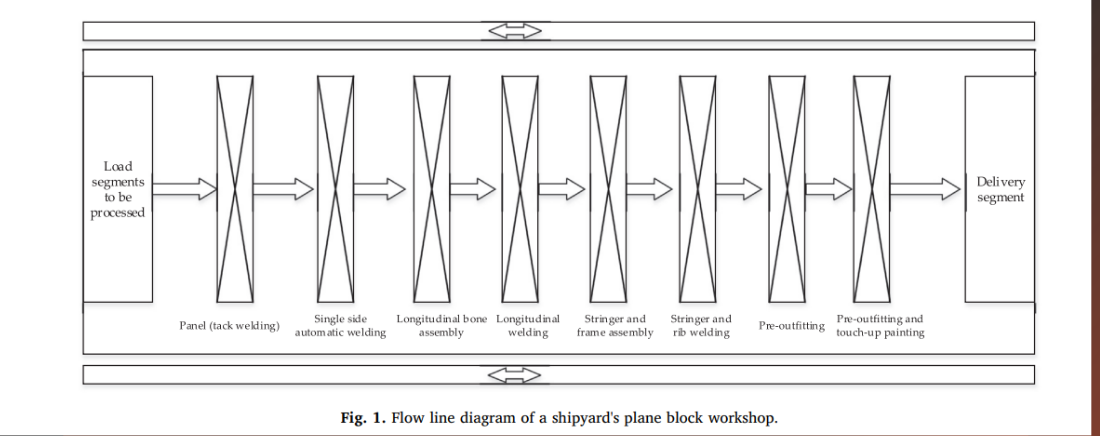 Load
segments
to be
processed
Delivery
segment
Panel (tack welding)
Single side
automatic welding
Longitudinal bone
assembly
Longitudinal
welding
Stringer and
frame assembly
Stringer and
rib welding
Pre-outfitting
Pre-outfitting and
touch-up painting
Fig. 1. Flow line diagram of a shipyard's plane block workshop.